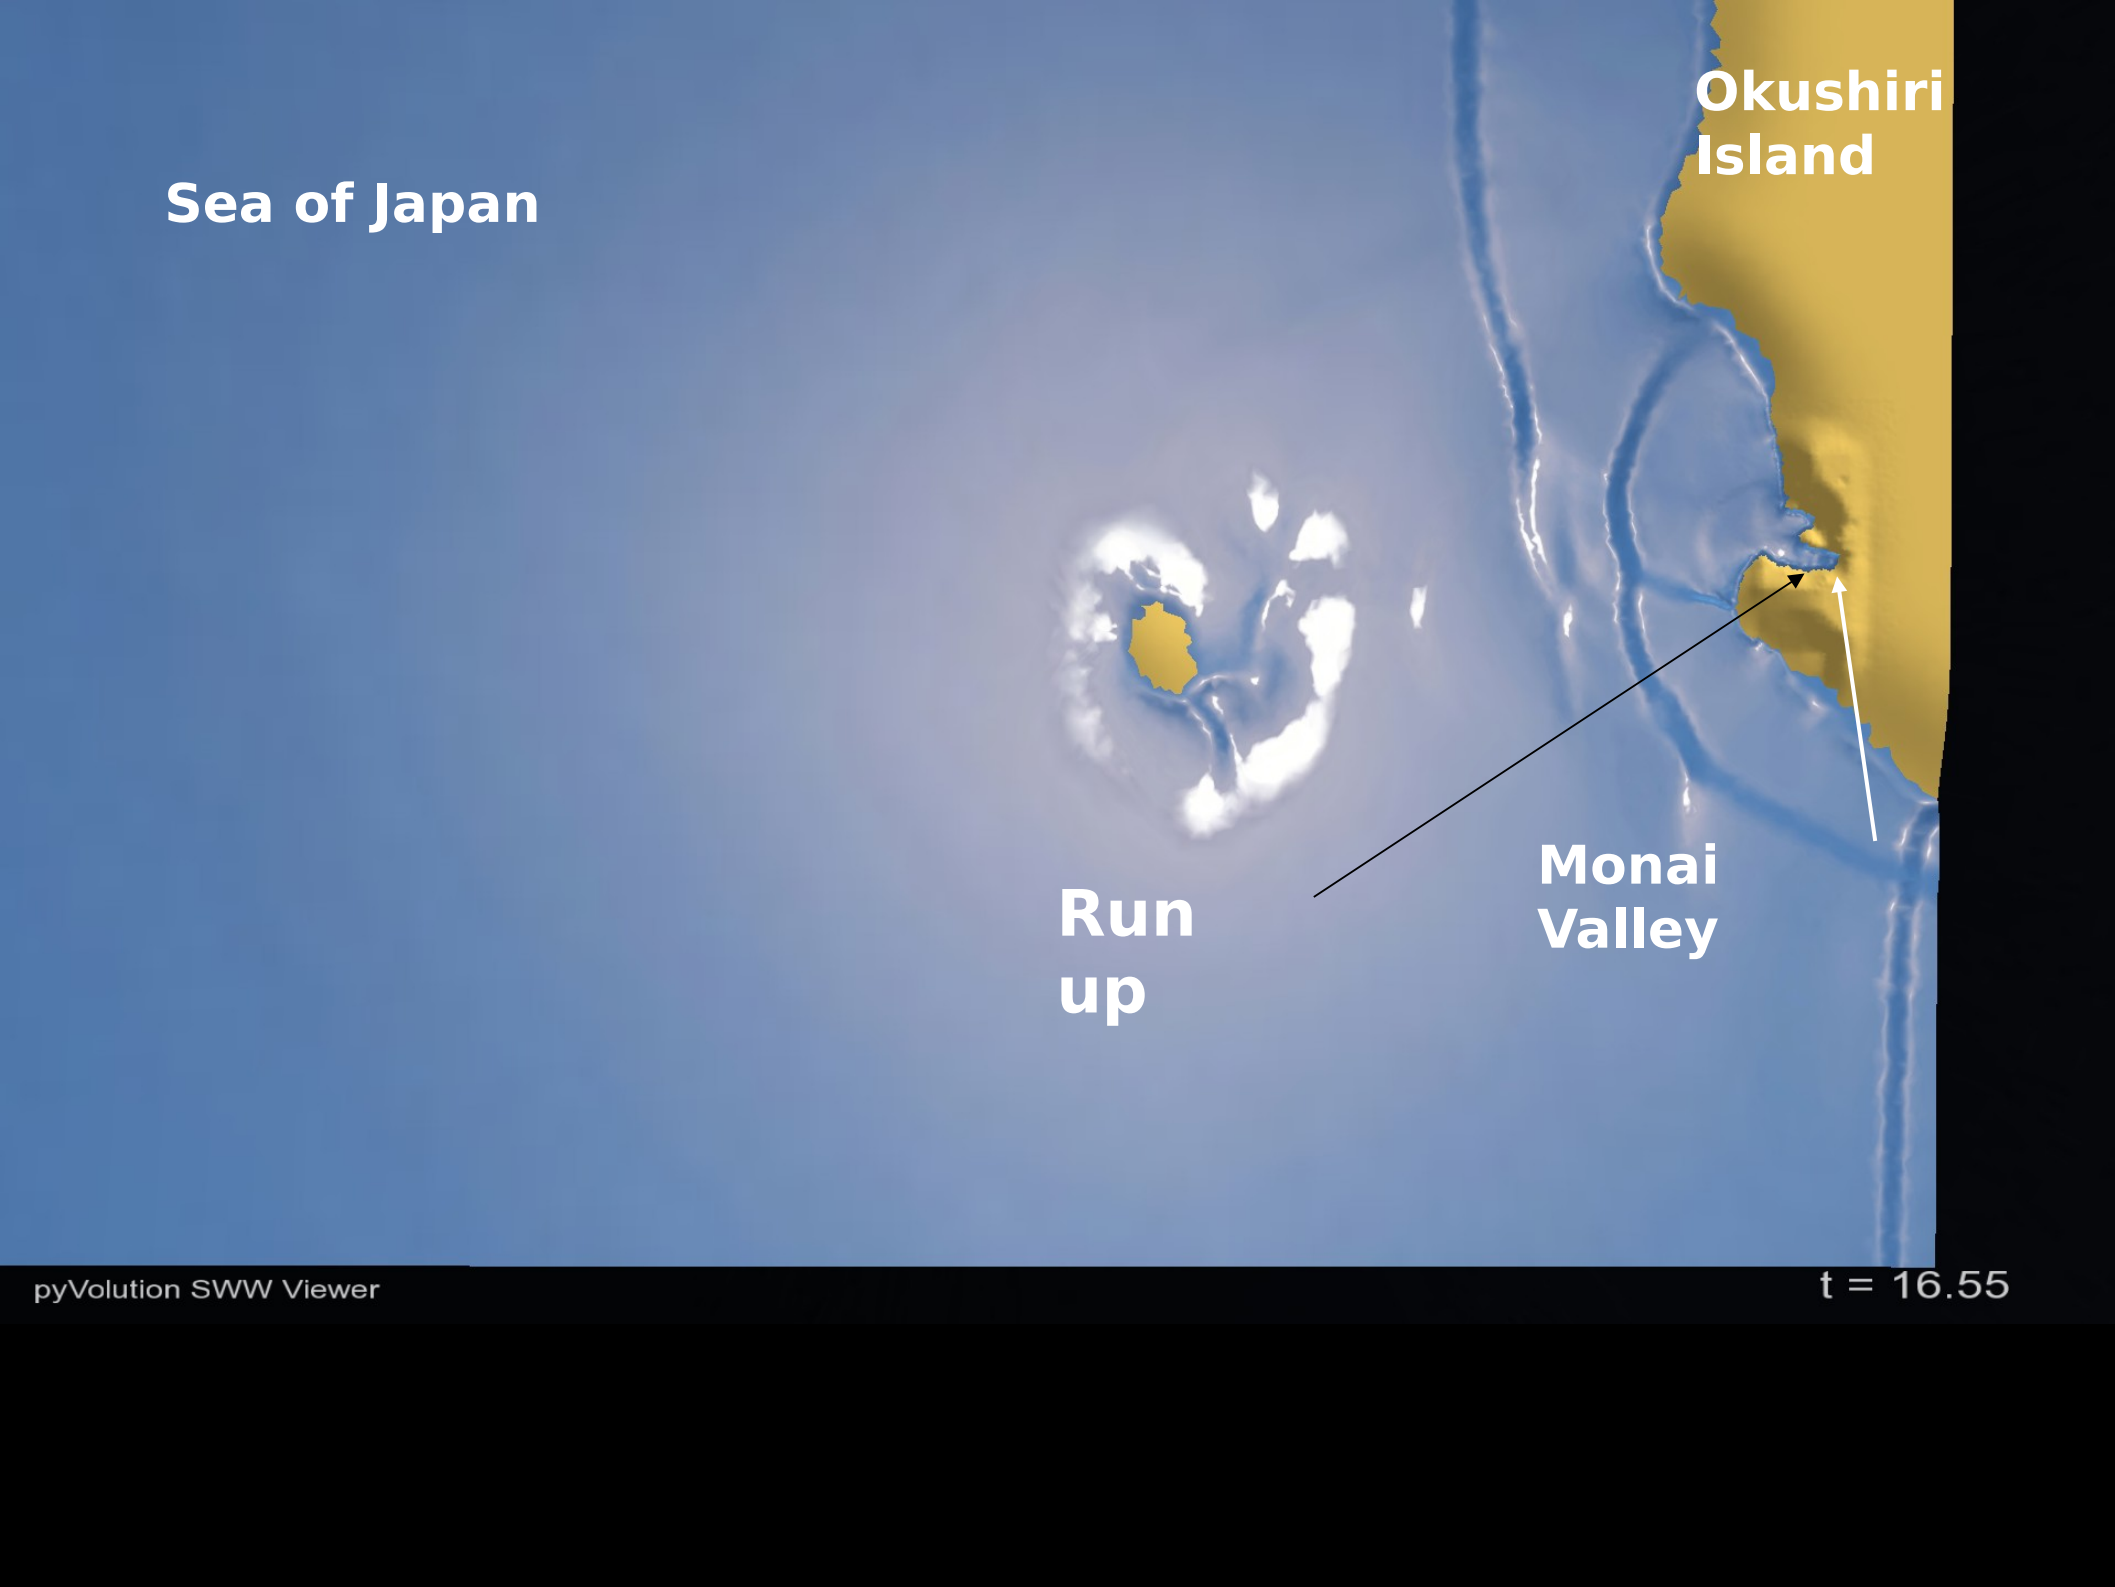 Okushiri
Island
Sea of Japan
Monai
Valley
Run
up
pyVolution SWW Viewer
t = 16.55